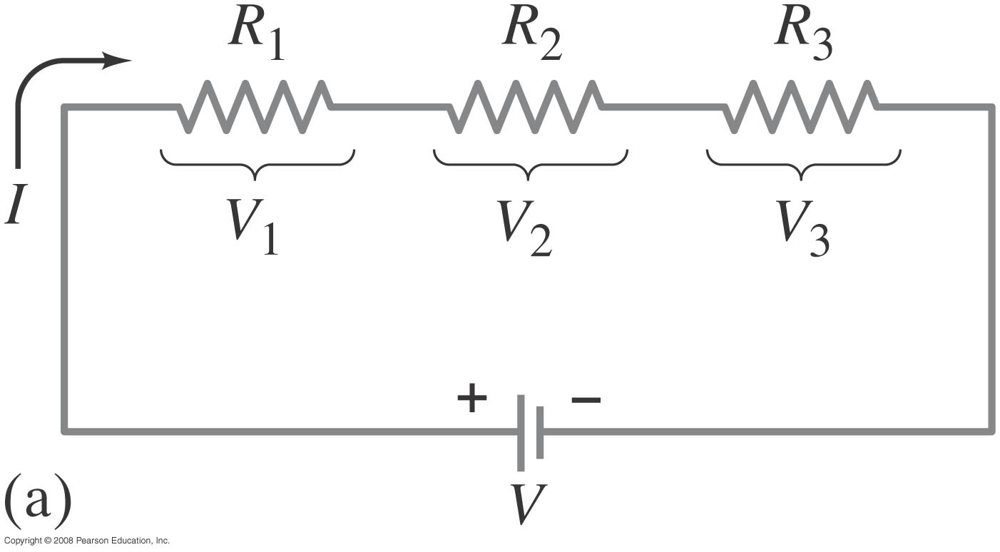 R1 R2 R3
I
V1 V2 V3
+ −
V
(a)
Copyright © 2008 Pearson Education, Inc.